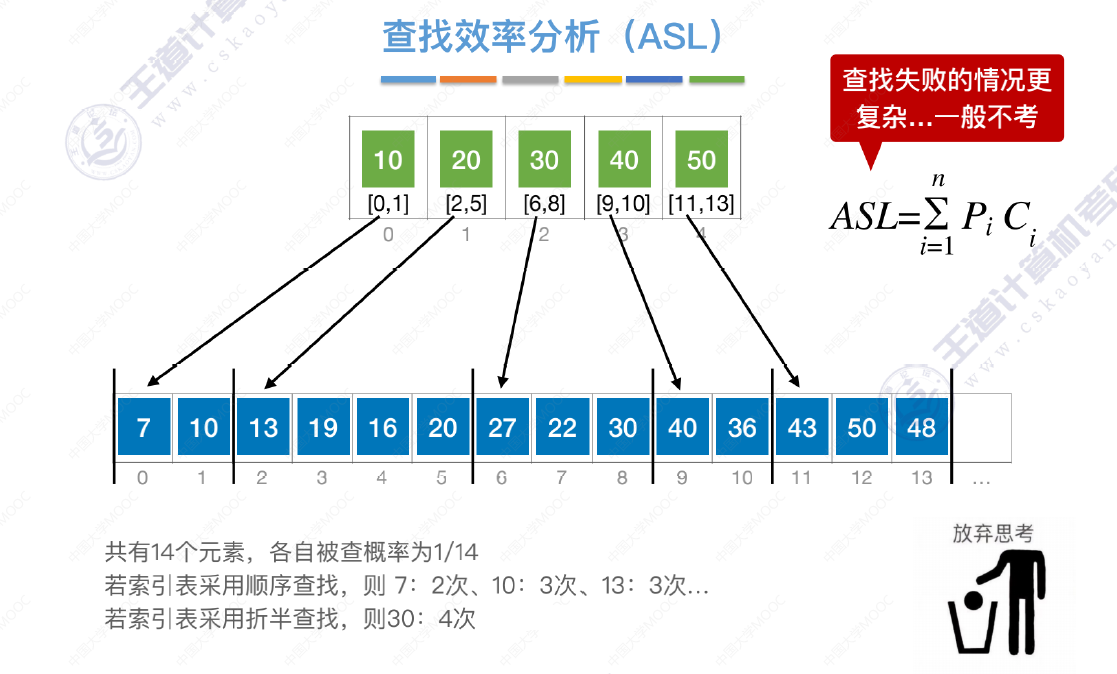 查找效率分析（ASL）
查找失败的情况更
复杂...一般不考
10 20 30 40 50
[0,1] [2,5] [6,8] [9,10] [11,13]
0 1 2 3 4
ASL=∑ Pi Ci
n
i=1
7 10 13 19 16 20 27 22 30 40 36 43 50 48
0 1 2 3 4 5 6 7 8 9 10 11 12 13 ...
共有14个元素，各自被查概率为1/14
若索引表采用顺序查找，则 7：2次、10：3次、13：3次...
若索引表采用折半查找，则30：4次
放弃思考
王道计算机考研
www.cskaoyan
中国大学MOOC